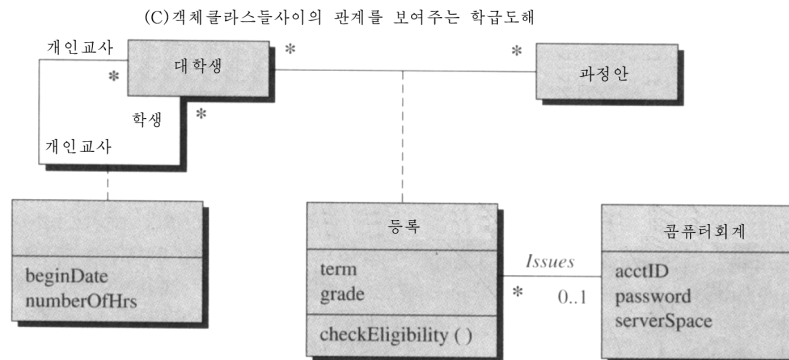 (C)객체클라스들사이의 관계를 보여주는 학급도해
개인교사
*
대학생
*
*
과정안
학생
*
개인교사
beginDate
numberOfHrs
등록
term
grade
checkEligibility ( )
Issues
*
0..1
콤퓨터회계
acctID
password
serverSpace